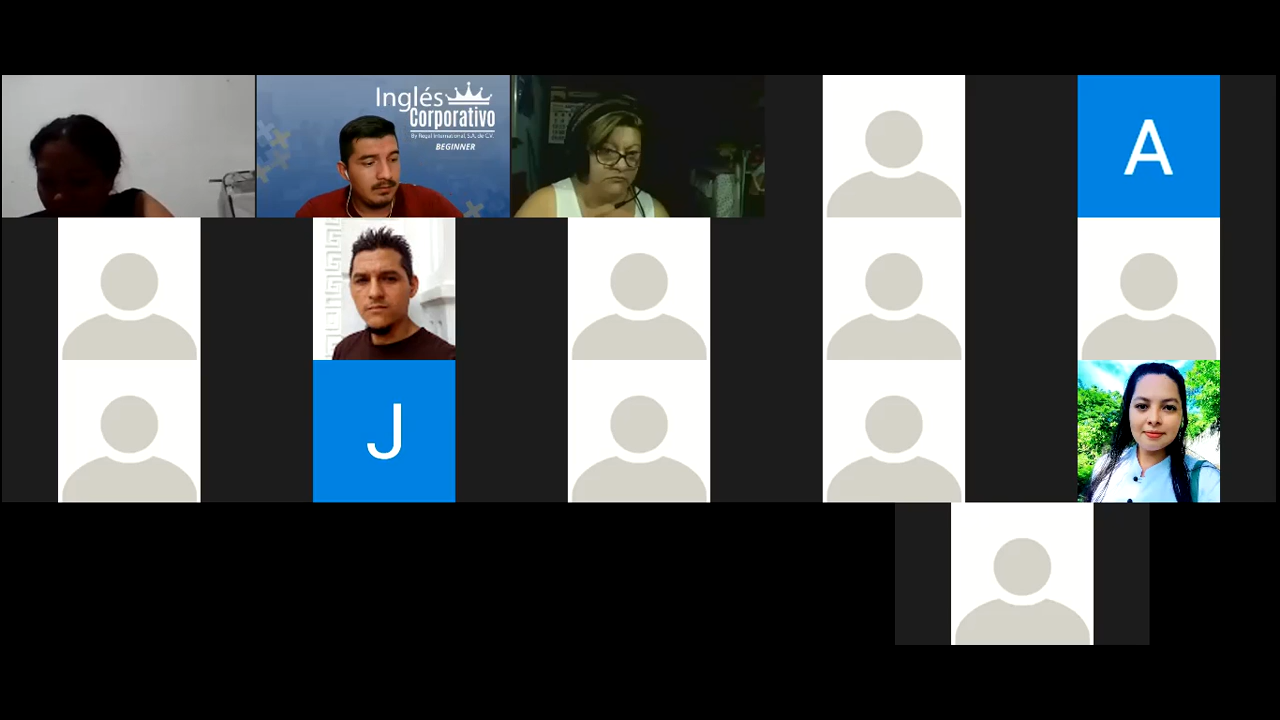 Inglés
Corporativo
By Regal International, S.A. de C.V.
BEGINNER
A
J